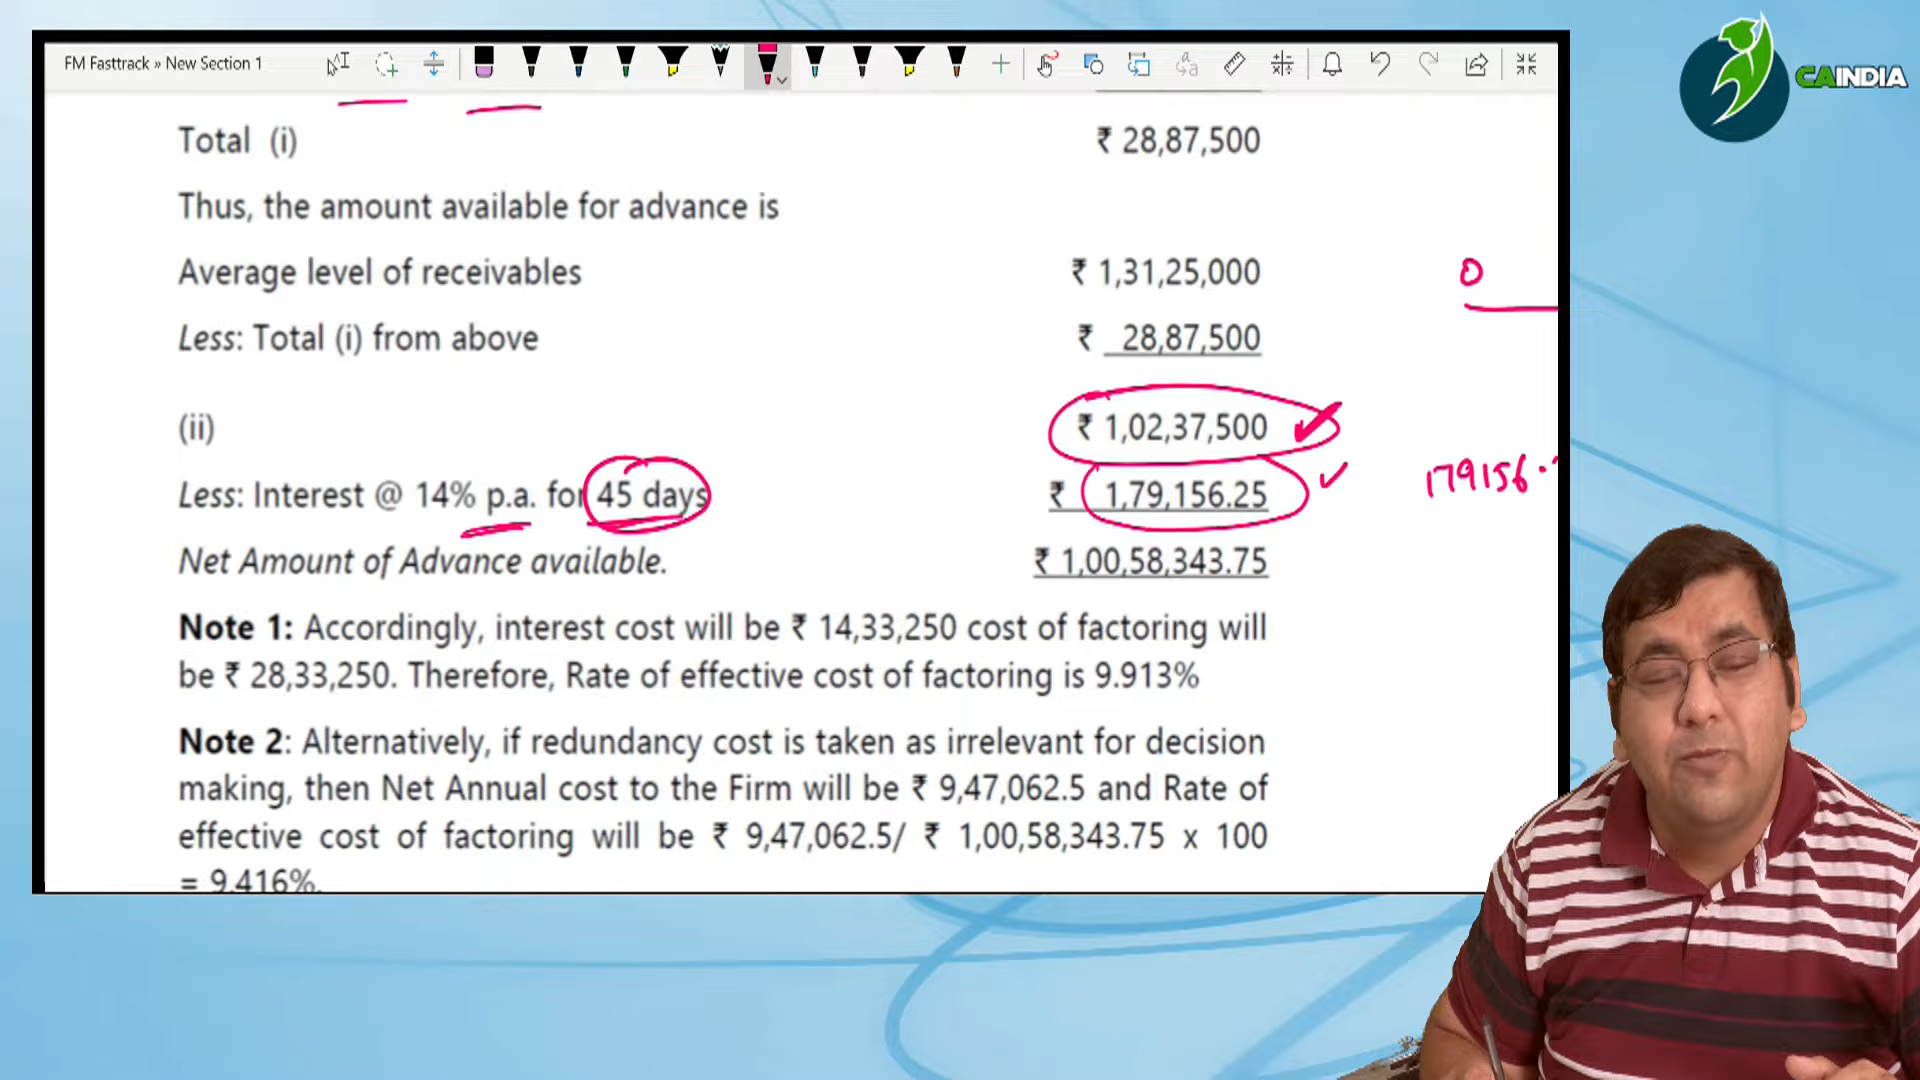 FM Fasttrack » New Section 1
CAINDIA
Total (i) ₹ 28,87,500
Thus, the amount available for advance is
Average level of receivables ₹ 1,31,25,000
0
Less: Total (i) from above ₹ 28,87,500
(ii) ₹ 1,02,37,500
Less: Interest @ 14% p.a. for 45 days ₹ 1,79,156.25
179156.
Net Amount of Advance available. ₹ 1,00,58,343.75
Note 1: Accordingly, interest cost will be ₹ 14,33,250 cost of factoring will
be ₹ 28,33,250. Therefore, Rate of effective cost of factoring is 9.913%
Note 2: Alternatively, if redundancy cost is taken as irrelevant for decision
making, then Net Annual cost to the Firm will be ₹ 9,47,062.5 and Rate of
effective cost of factoring will be ₹ 9,47,062.5/ ₹ 1,00,58,343.75 x 100
= 9.416%.